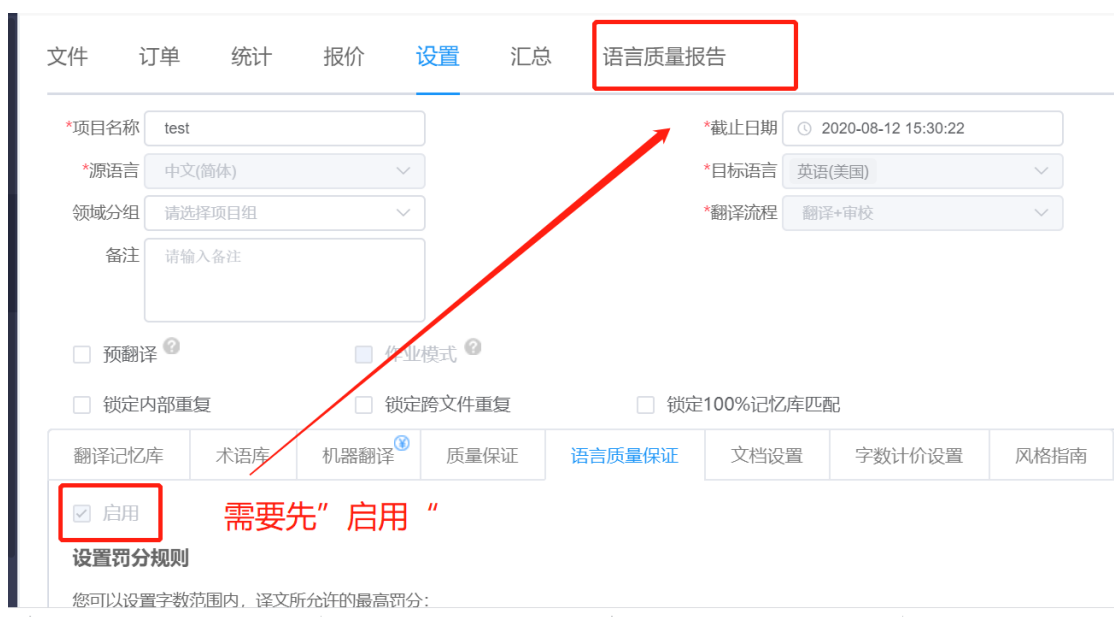 文件 订单 统计 报价 设置 汇总 语言质量报告
*项目名称 test *截止日期 2020-08-12 15:30:22
*源语言 中文(简体) *目标语言 英语(美国)
领域分组 请选择项目组 *翻译流程 翻译+审校
备注 请输入备注
预翻译 ? 作业模式 ?
锁定内部重复 锁定跨文件重复 锁定100%记忆库匹配
翻译记忆库 术语库 机器翻译 ¥ 质量保证 语言质量保证 文档设置 字数计价设置 风格指南
启用 需要先”启用“
设置罚分规则
您可以设置字数范围内，译文所允许的最高罚分：